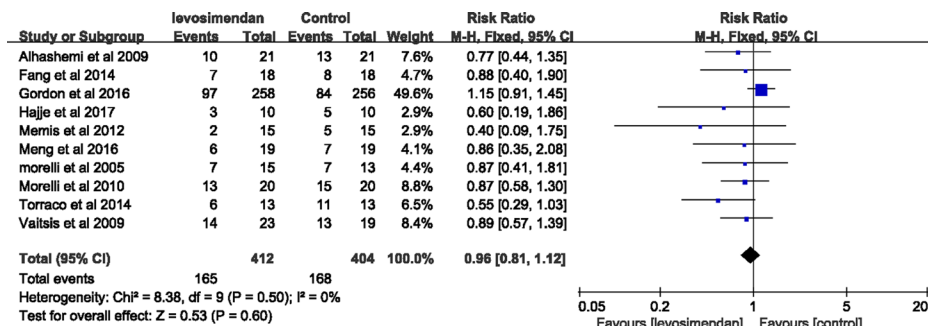 levosimendan Control Risk Ratio Risk Ratio
Study or Subgroup Events Total Events Total Weight M-H, Fixed, 95% CI M-H, Fixed, 95% CI
Alhashemi et al 2009 10 21 13 21 7.6% 0.77 [0.44, 1.35]
Fang et al 2014 7 18 8 18 4.7% 0.88 [0.40, 1.90]
Gordon et al 2016 97 258 84 256 49.6% 1.15 [0.91, 1.45]
Hajje et al 2017 3 10 5 10 2.9% 0.60 [0.19, 1.86]
Memis et al 2012 2 15 5 15 2.9% 0.40 [0.09, 1.75]
Meng et al 2016 6 19 7 19 4.1% 0.86 [0.35, 2.08]
morelli et al 2005 7 15 7 13 4.4% 0.87 [0.41, 1.81]
Morelli et al 2010 13 20 15 20 8.8% 0.87 [0.58, 1.30]
Torraco et al 2014 6 13 11 13 6.5% 0.55 [0.29, 1.03]
Vaitsis et al 2009 14 23 13 19 8.4% 0.89 [0.57, 1.39]
Total (95% CI) 412 404 100.0% 0.96 [0.81, 1.12]
Total events 165 168
Heterogeneity: Chi² = 8.38, df = 9 (P = 0.50); I² = 0%
Test for overall effect: Z = 0.53 (P = 0.60)
0.05 0.2 1 5 20
Favours [levosimendan] Favours [control]